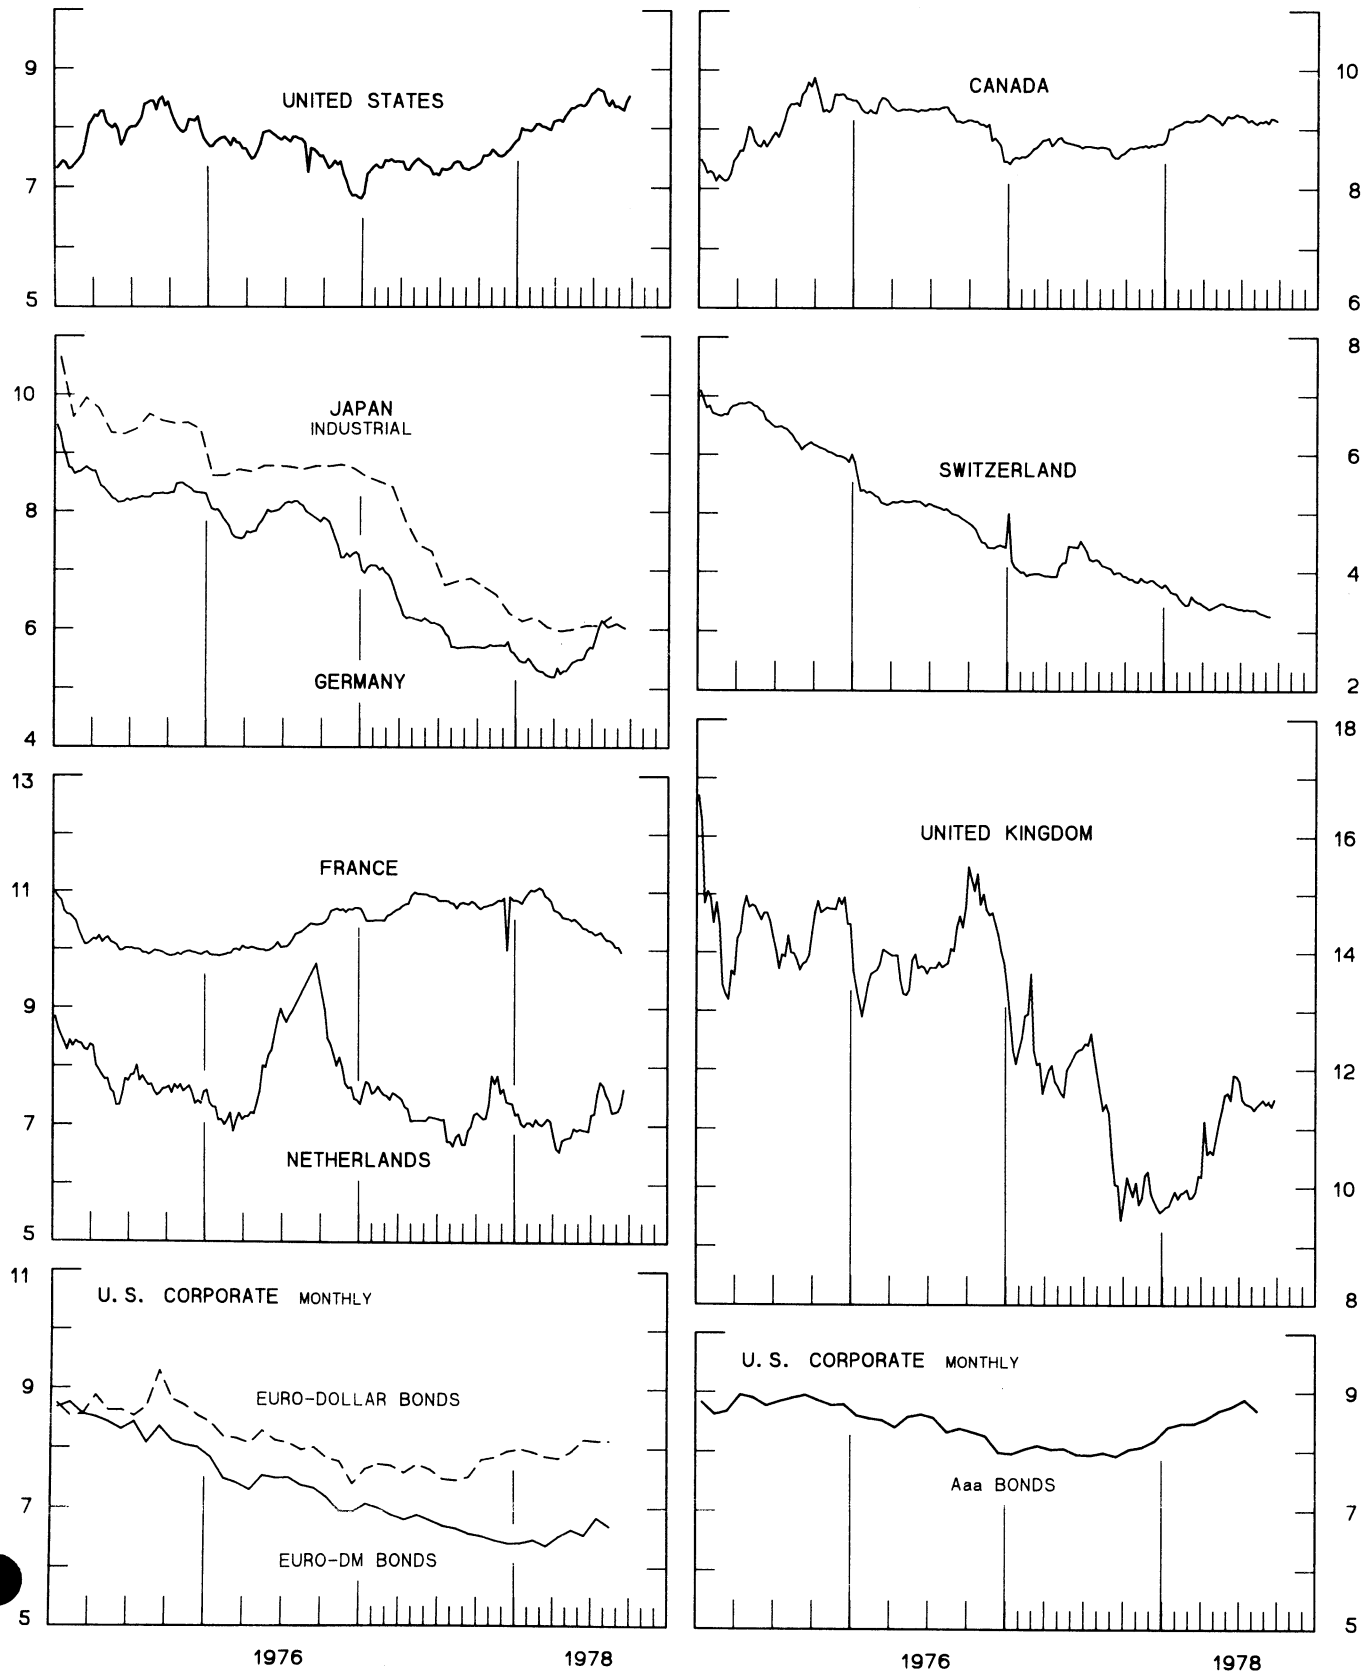 9
UNITED STATES
7
5
10
CANADA
8
6
10
JAPAN
INDUSTRIAL
8
6
GERMANY
4
8
6
SWITZERLAND
4
2
13
FRANCE
11
9
7
NETHERLANDS
5
18
UNITED KINGDOM
16
14
12
10
8
11
U.S. CORPORATE MONTHLY
9
EURO-DOLLAR BONDS
7
EURO-DM BONDS
5
1976 1978
U.S. CORPORATE MONTHLY
9
Aaa BONDS
7
5
1976 1978